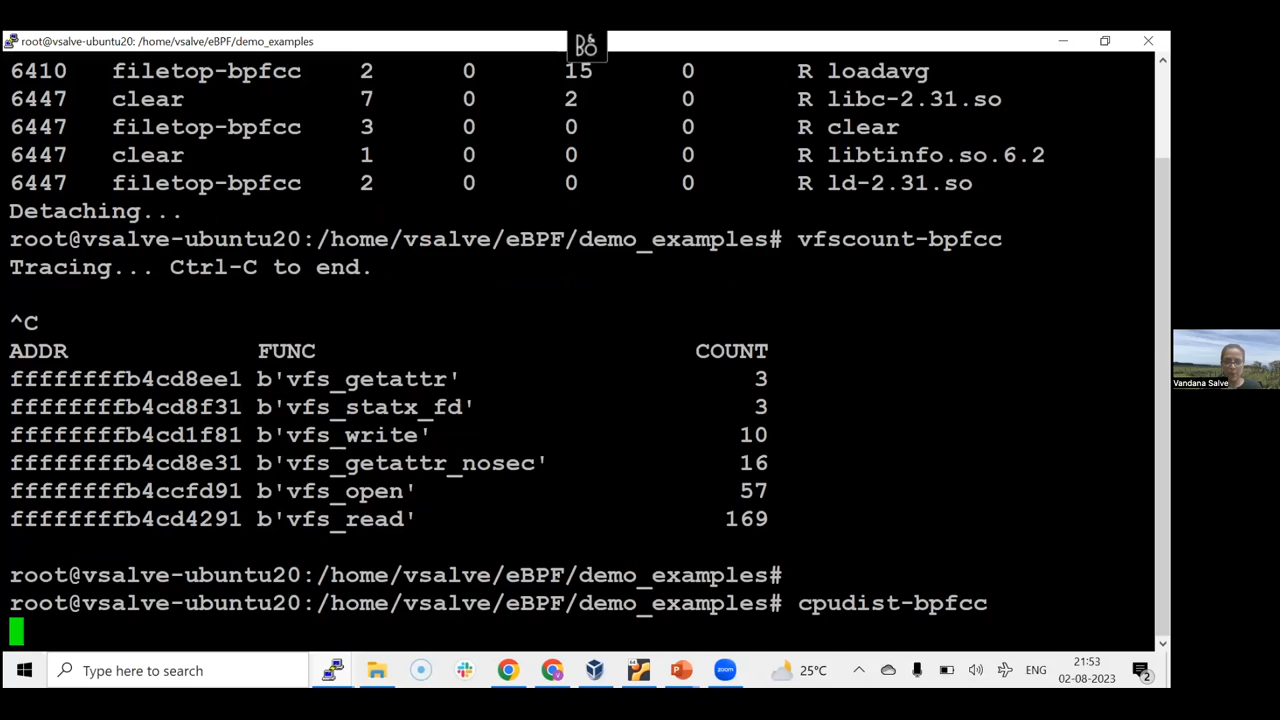 root@vsalve-ubuntu20: /home/vsalve/eBPF/demo_examples
6410 filetop-bpfcc 2 0 15 0 R loadavg
6447 clear 7 0 2 0 R libc-2.31.so
6447 filetop-bpfcc 3 0 0 0 R clear
6447 clear 1 0 0 0 R libtinfo.so.6.2
6447 filetop-bpfcc 2 0 0 0 R ld-2.31.so
Detaching...
root@vsalve-ubuntu20:/home/vsalve/eBPF/demo_examples# vfscount-bpfcc
Tracing... Ctrl-C to end.
^C
ADDR FUNC COUNT
ffffffffb4cd8ee1 b'vfs_getattr' 3
ffffffffb4cd8f31 b'vfs_statx_fd' 3
ffffffffb4cd1f81 b'vfs_write' 10
ffffffffb4cd8e31 b'vfs_getattr_nosec' 16
ffffffffb4ccfd91 b'vfs_open' 57
ffffffffb4cd4291 b'vfs_read' 169
root@vsalve-ubuntu20:/home/vsalve/eBPF/demo_examples#
root@vsalve-ubuntu20:/home/vsalve/eBPF/demo_examples# cpudist-bpfcc
Vandana Salve
Type here to search
zoom
25°C
ENG
21:53
02-08-2023
2